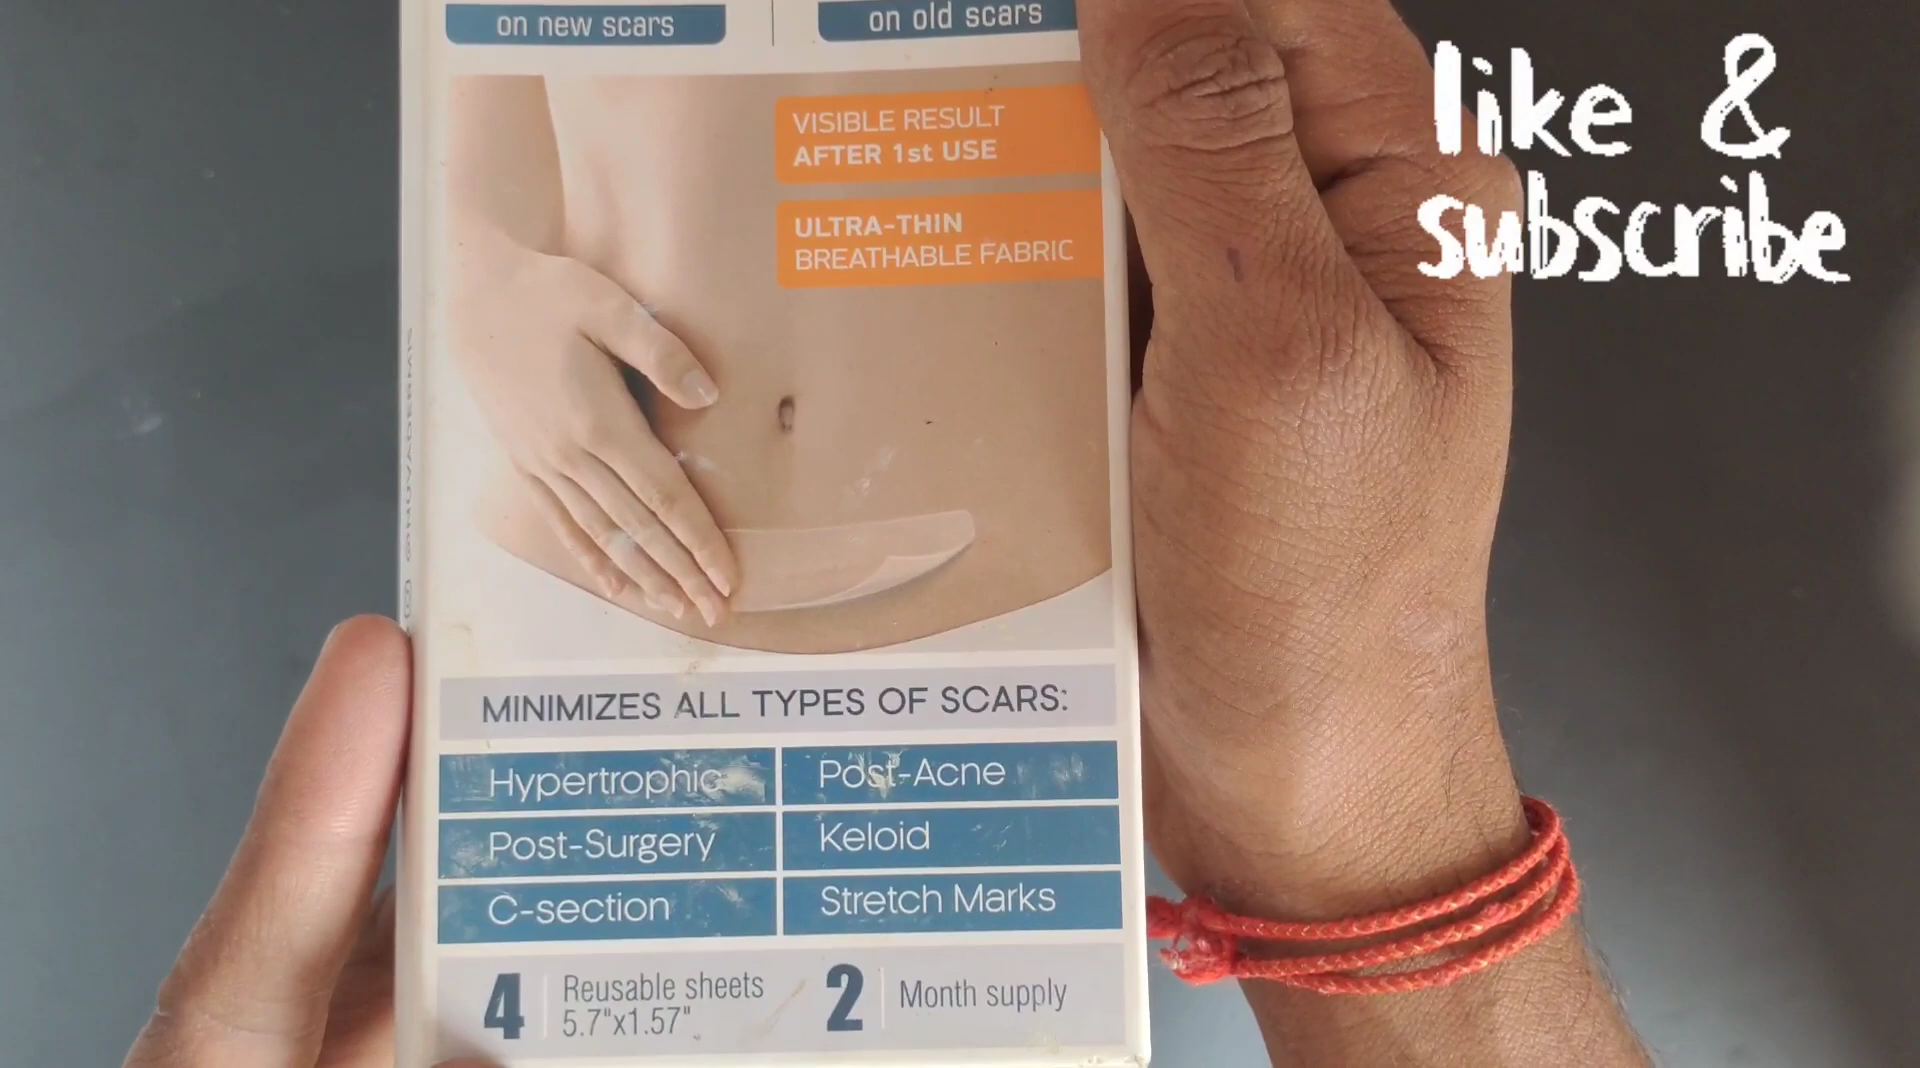 on new scars
on old scars
like &
subscribe
VISIBLE RESULT
AFTER 1st USE
ULTRA-THIN
BREATHABLE FABRIC
NUVADERMIS
MINIMIZES ALL TYPES OF SCARS:
Hypertrophic
Post-Acne
Post-Surgery
Keloid
C-section
Stretch Marks
4 Reusable sheets
5.7"x1.57"
2 Month supply